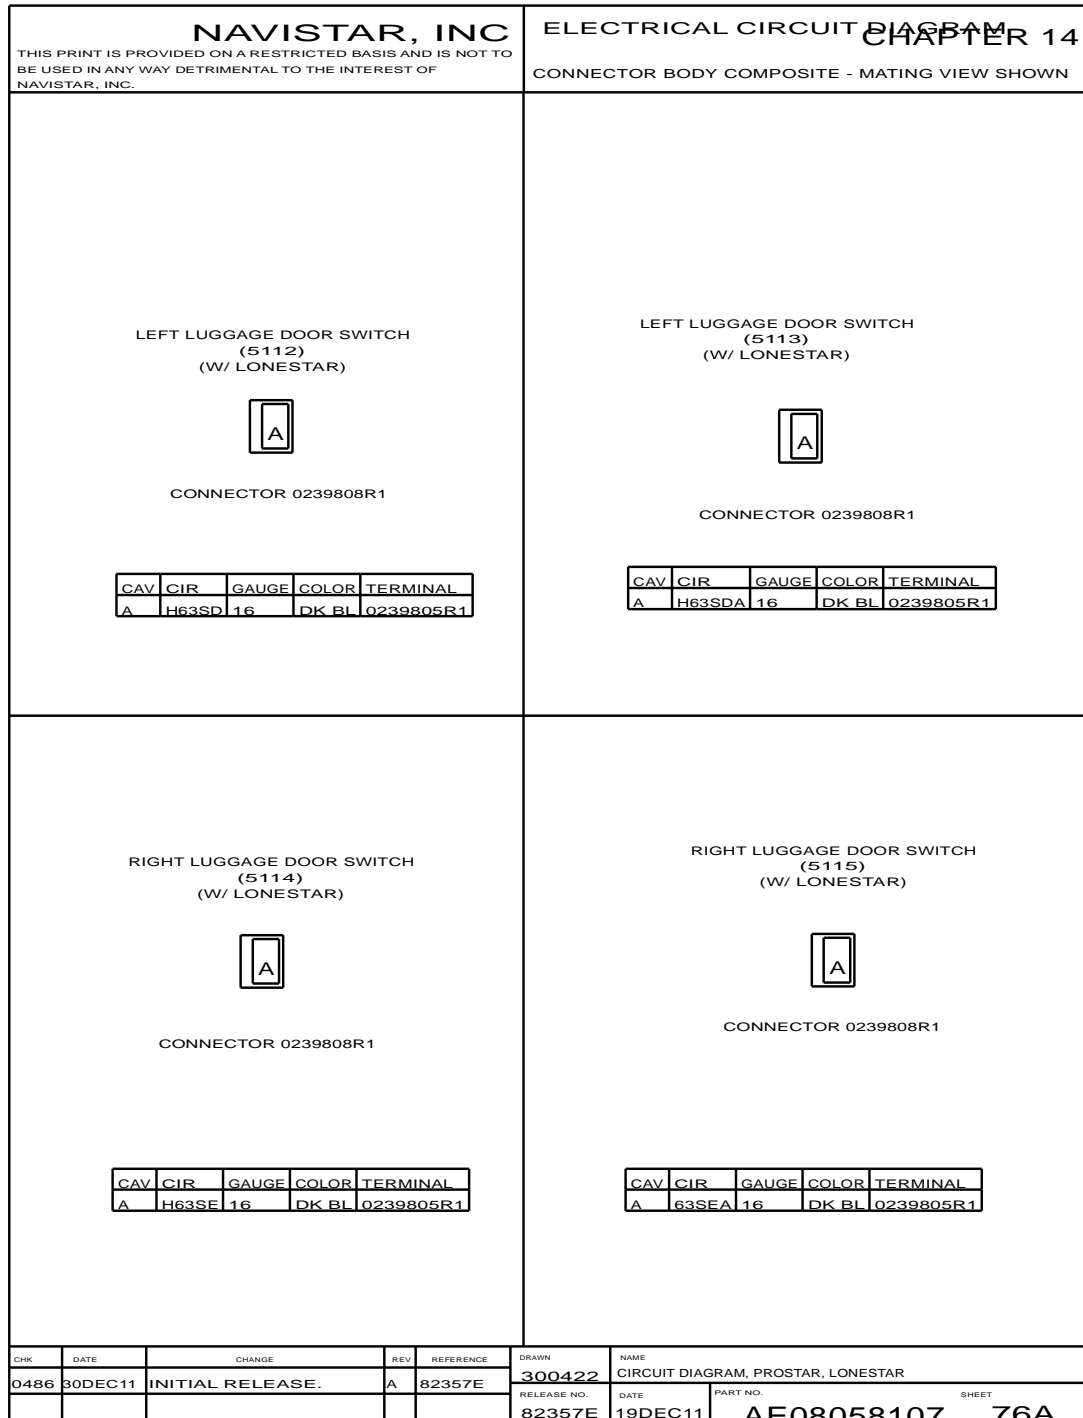 NAVISTAR, INC
THIS PRINT IS PROVIDED ON A RESTRICTED BASIS AND IS NOT TO
BE USED IN ANY WAY DETRIMENTAL TO THE INTEREST OF
NAVISTAR, INC.
ELECTRICAL CIRCUIT DIAGRAM
CHAPTER 14
CONNECTOR BODY COMPOSITE - MATING VIEW SHOWN
LEFT LUGGAGE DOOR SWITCH
(5112)
(W/ LONESTAR)
A
CONNECTOR 0239808R1
CAV CIR GAUGE COLOR TERMINAL
A H63SD 16 DK BL 0239805R1
LEFT LUGGAGE DOOR SWITCH
(5113)
(W/ LONESTAR)
A
CONNECTOR 0239808R1
CAV CIR GAUGE COLOR TERMINAL
A H63SDA 16 DK BL 0239805R1
RIGHT LUGGAGE DOOR SWITCH
(5114)
(W/ LONESTAR)
A
CONNECTOR 0239808R1
CAV CIR GAUGE COLOR TERMINAL
A H63SE 16 DK BL 0239805R1
RIGHT LUGGAGE DOOR SWITCH
(5115)
(W/ LONESTAR)
A
CONNECTOR 0239808R1
CAV CIR GAUGE COLOR TERMINAL
A 63SEA 16 DK BL 0239805R1
CHK DATE CHANGE REV REFERENCE
0486 30DEC11 INITIAL RELEASE. A 82357E
DRAWN NAME
300422 CIRCUIT DIAGRAM, PROSTAR, LONESTAR
RELEASE NO. DATE PART NO. SHEET
82357E 19DEC11 AE08058107 76A